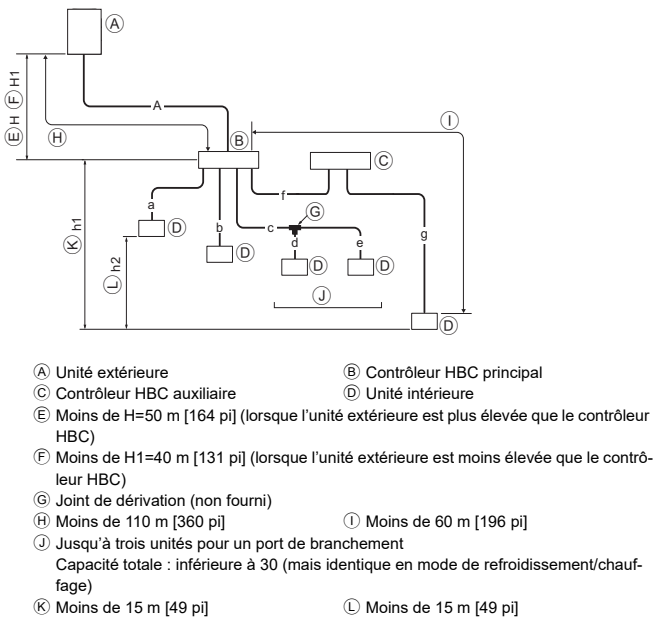 Ⓐ
Ⓔ H Ⓕ H1
A
Ⓗ
Ⓑ
Ⓘ
Ⓒ
f
a
Ⓓ
b
Ⓓ
c
Ⓖ
d
e
g
Ⓚ h1
Ⓛ h2
Ⓓ
Ⓓ
Ⓙ
Ⓓ
Ⓐ Unité extérieure Ⓑ Contrôleur HBC principal
Ⓒ Contrôleur HBC auxiliaire Ⓓ Unité intérieure
Ⓔ Moins de H=50 m [164 pi] (lorsque l’unité extérieure est plus élevée que le contrôleur
HBC)
Ⓕ Moins de H1=40 m [131 pi] (lorsque l’unité extérieure est moins élevée que le contrô-
leur HBC)
Ⓖ Joint de dérivation (non fourni)
Ⓗ Moins de 110 m [360 pi] Ⓘ Moins de 60 m [196 pi]
Ⓙ Jusqu’à trois unités pour un port de branchement
Capacité totale : inférieure à 30 (mais identique en mode de refroidissement/chauf-
fage)
Ⓚ Moins de 15 m [49 pi] Ⓛ Moins de 15 m [49 pi]